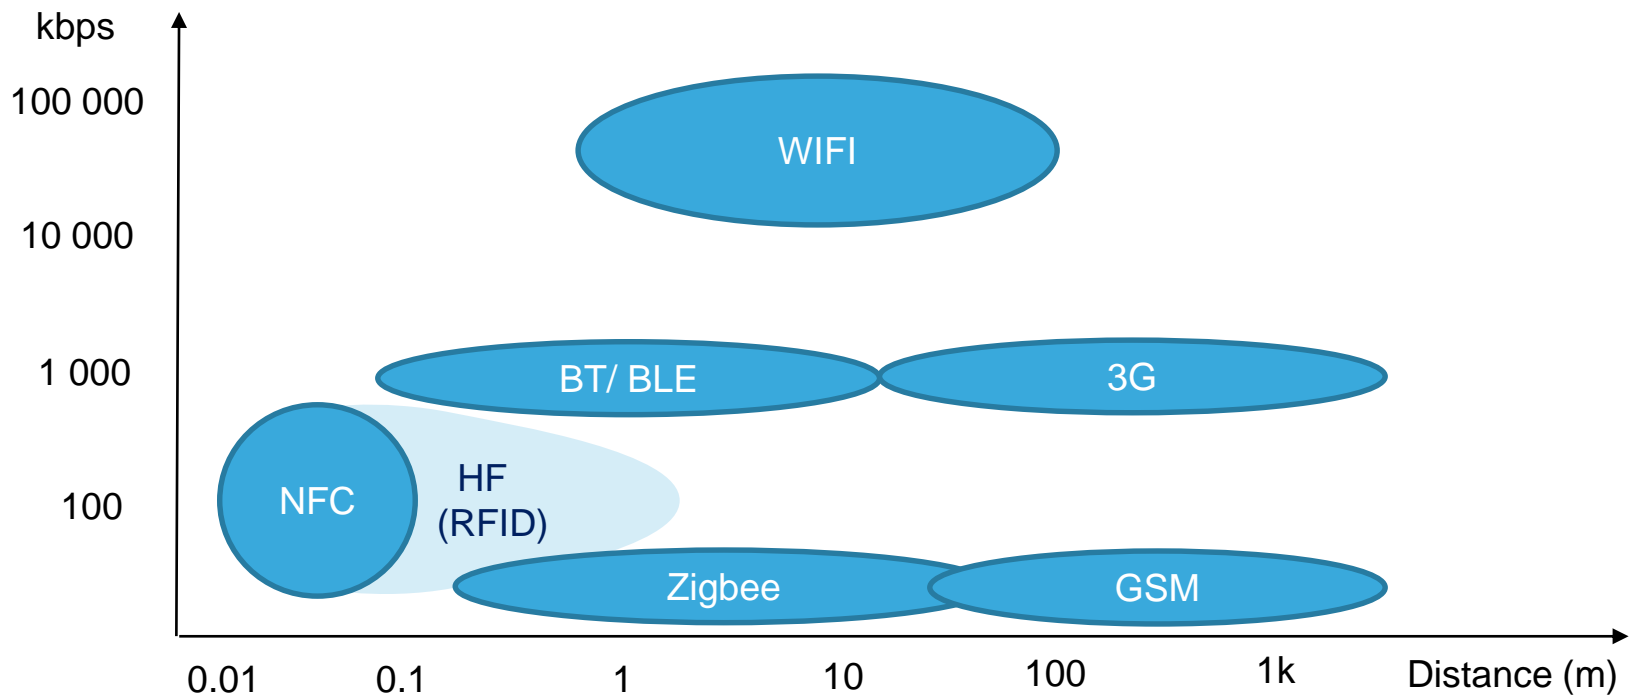 kbps
100 000
WIFI
10 000
1 000
BT/ BLE
3G
HF
(RFID)
NFC
100
Zigbee
GSM
0.01
0.1
1
10
100
1k
Distance (m)